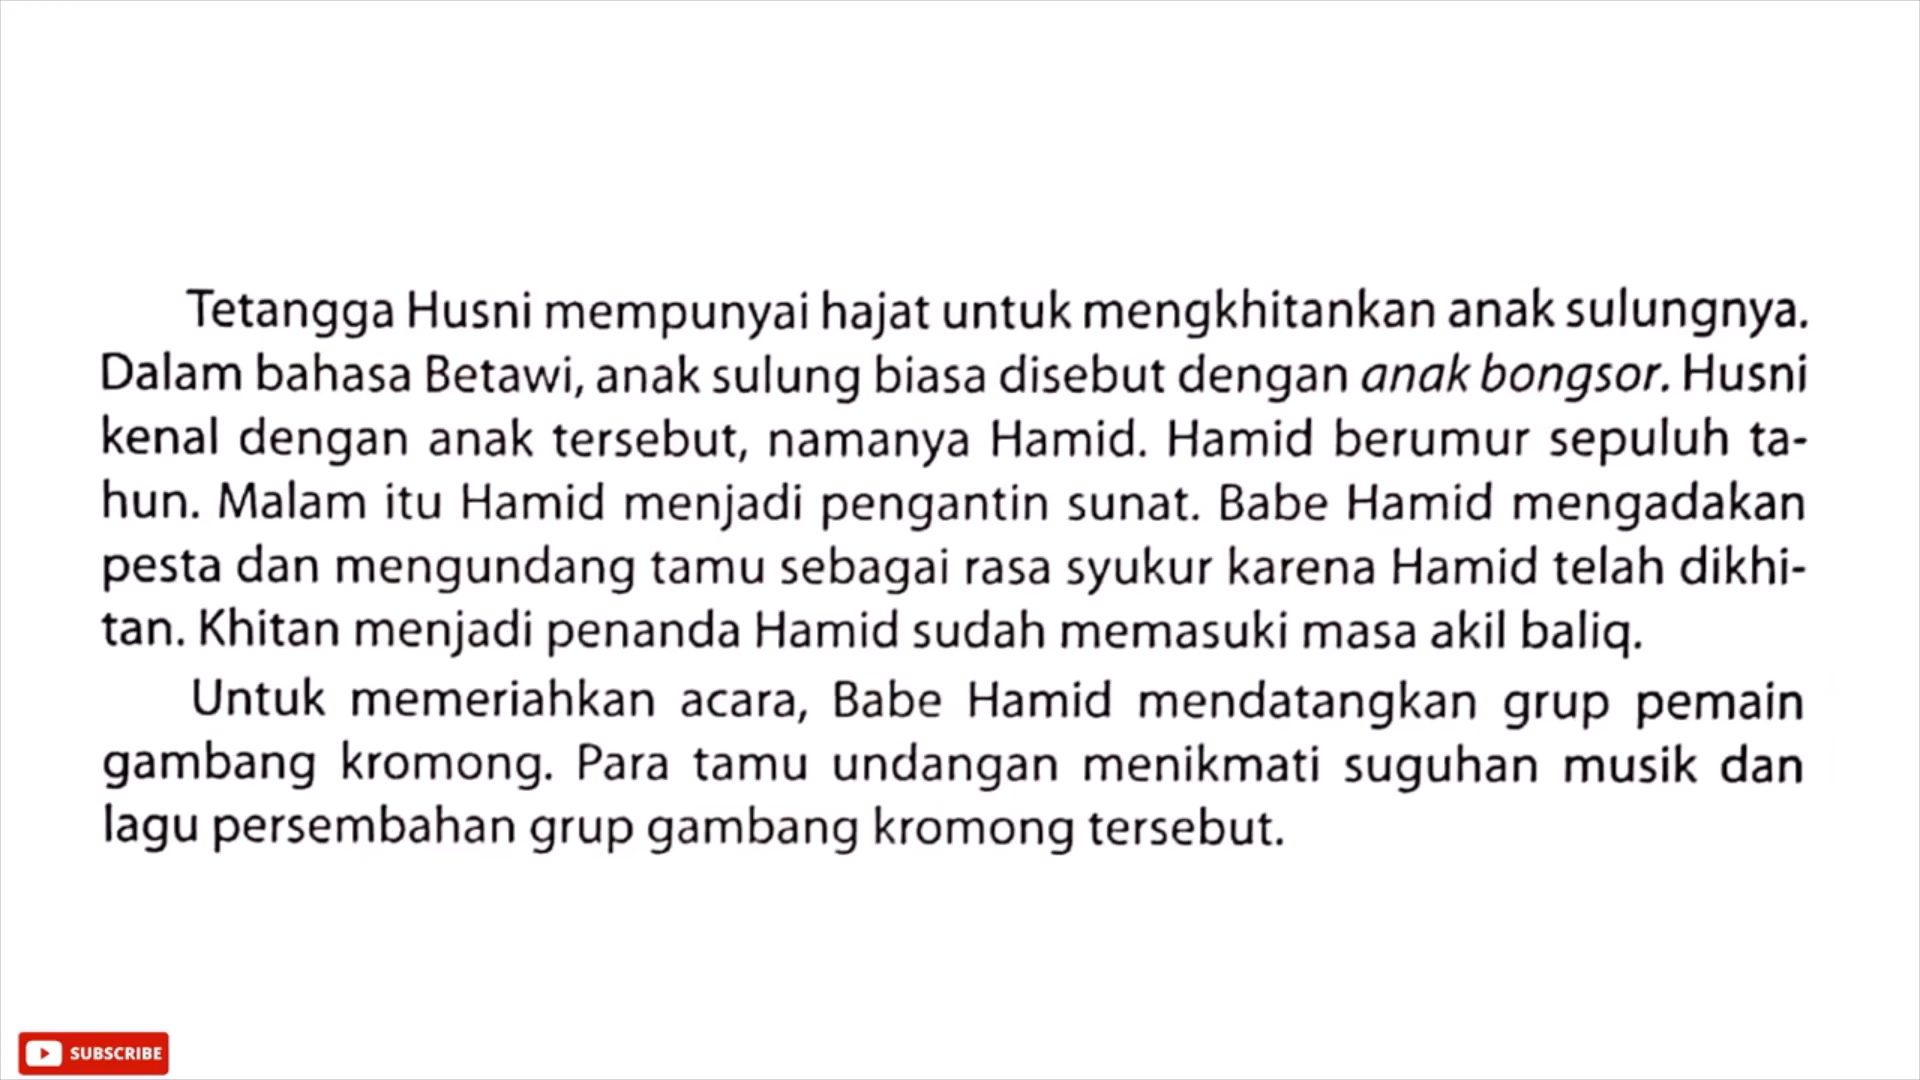 Tetangga Husni mempunyai hajat untuk mengkhitankan anak sulungnya.
Dalam bahasa Betawi, anak sulung biasa disebut dengan anak bongsor. Husni
kenal dengan anak tersebut, namanya Hamid. Hamid berumur sepuluh ta-
hun. Malam itu Hamid menjadi pengantin sunat. Babe Hamid mengadakan
pesta dan mengundang tamu sebagai rasa syukur karena Hamid telah dikhi-
tan. Khitan menjadi penanda Hamid sudah memasuki masa akil baliq.
Untuk memeriahkan acara, Babe Hamid mendatangkan grup pemain
gambang kromong. Para tamu undangan menikmati suguhan musik dan
lagu persembahan grup gambang kromong tersebut.
SUBSCRIBE